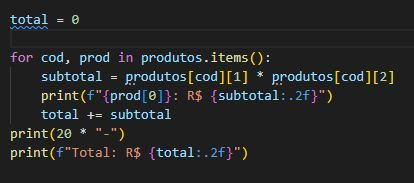 total = 0
for cod, prod in produtos.items():
    subtotal = produtos[cod][1] * produtos[cod][2]
    print(f"{prod[0]}: R$ {subtotal:.2f}")
    total += subtotal
print(20 * "-")
print(f"Total: R$ {total:.2f}")